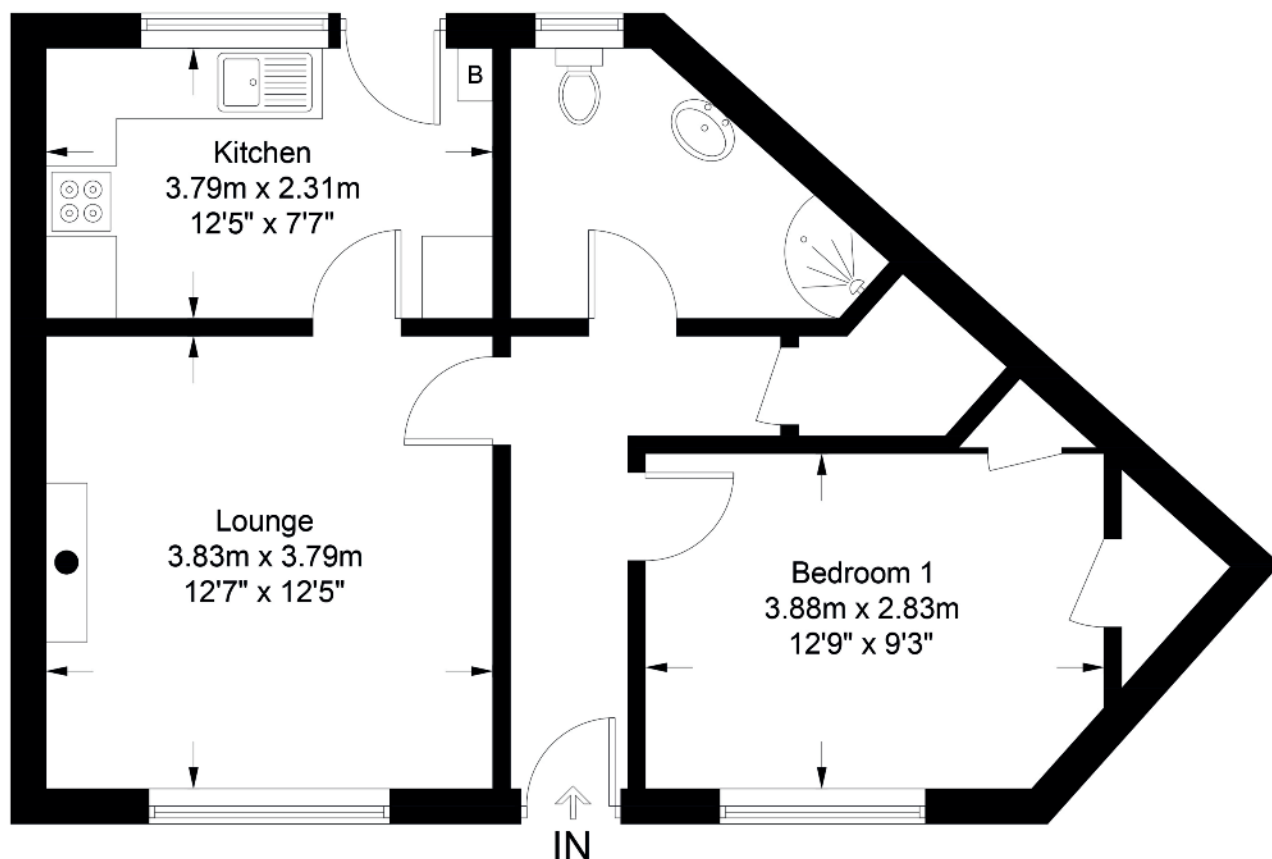 B
Kitchen
3.79m x 2.31m
12'5" x 7'7"
Lounge
3.83m x 3.79m
12'7" x 12'5"
Bedroom 1
3.88m x 2.83m
12'9" x 9'3"
IN